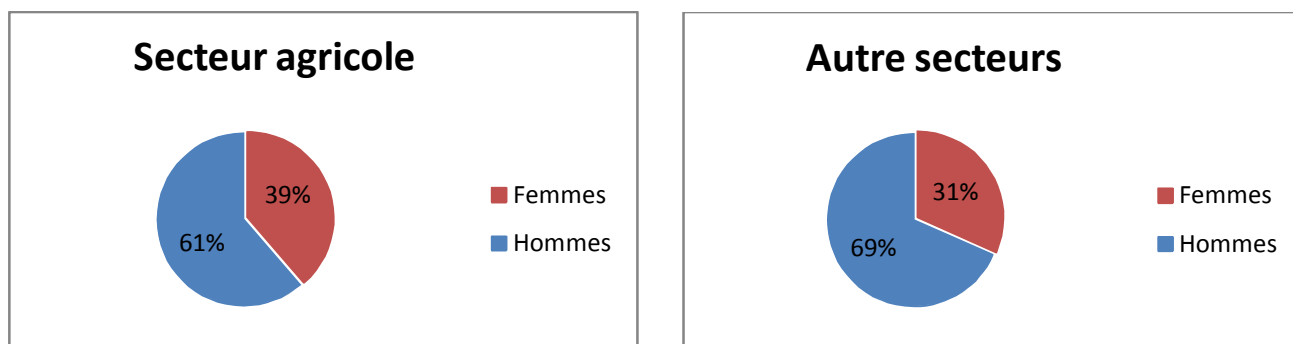 Secteur agricole
39%
61%
Femmes
Hommes
Autre secteurs
31%
69%
Femmes
Hommes